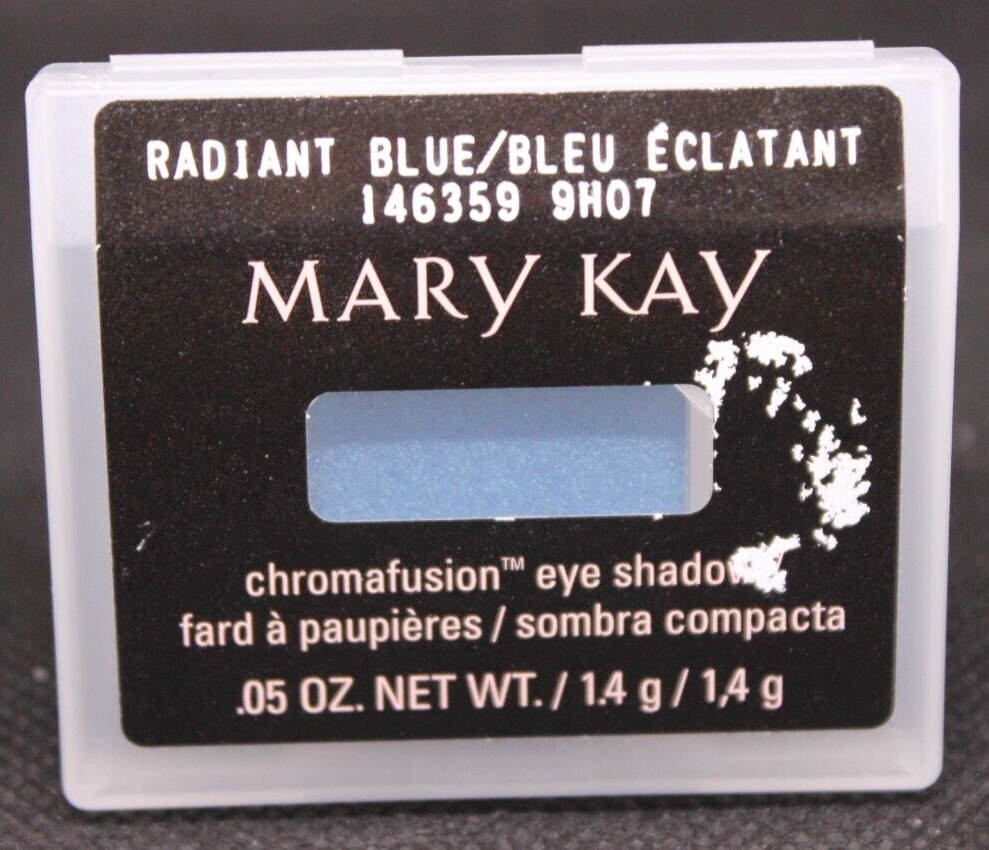 RADIANT BLUE/BLEU ÉCLATANT
146359 9H07
MARY KAY
chromafusion™ eye shadow
fard à paupières / sombra compacta
.05 OZ. NET WT. / 1.4 g / 1,4 g